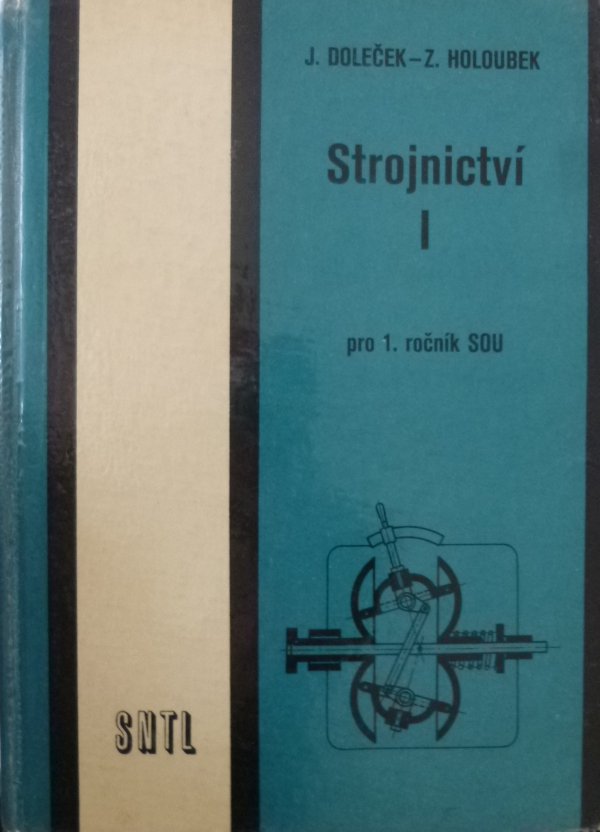 J. DOLEČEK–Z. HOLOUBEK
Strojnictví
I
pro 1. ročník SOU
SNTL